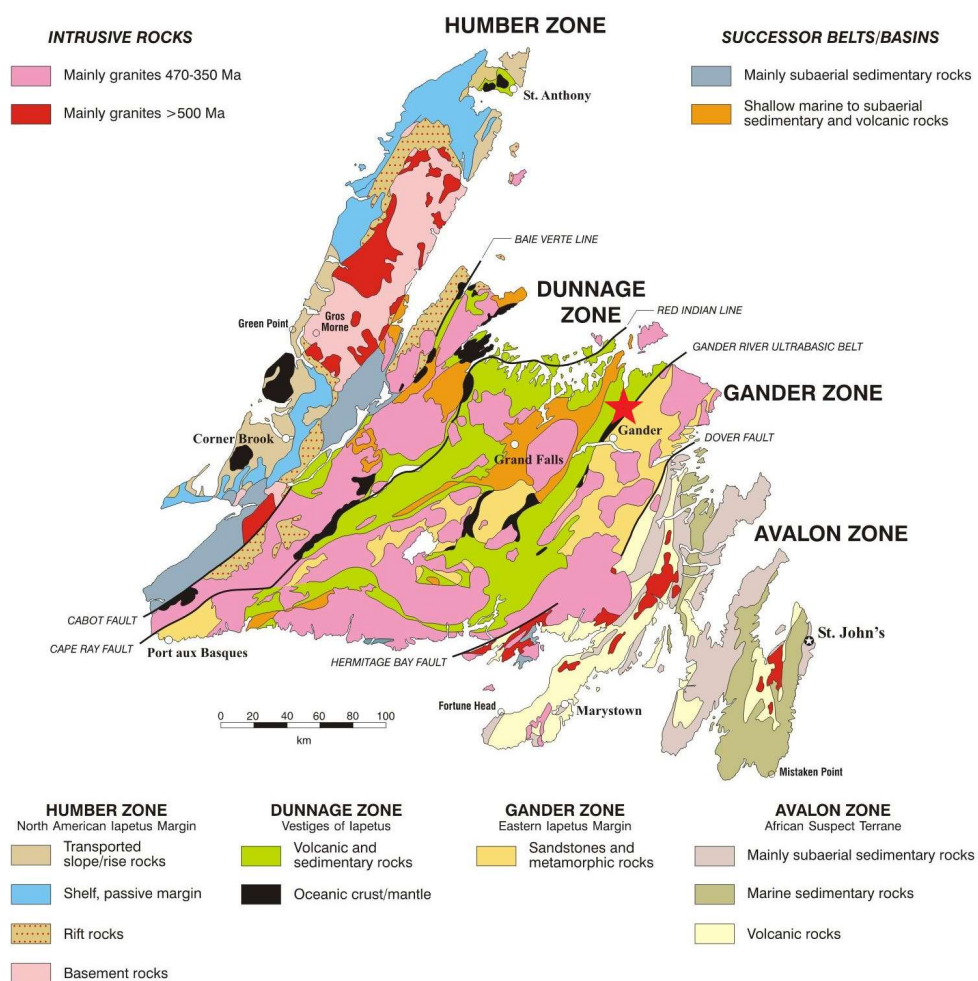 HUMBER ZONE
INTRUSIVE ROCKS
Mainly granites 470-350 Ma
Mainly granites >500 Ma
SUCCESSOR BELTS/BASINS
Mainly subaerial sedimentary rocks
Shallow marine to subaerial
sedimentary and volcanic rocks
St. Anthony
BAIE VERTE LINE
DUNNAGE
ZONE
RED INDIAN LINE
Green Point
Gros
Morne
GANDER RIVER ULTRABASIC BELT
GANDER ZONE
Corner Brook
Gander
DOVER FAULT
Grand Falls
AVALON ZONE
CABOT FAULT
CAPE RAY FAULT
Port aux Basques
HERMITAGE BAY FAULT
St. John's
Fortune Head
Marystown
0 20 40 60 80 100
km
Mistaken Point
HUMBER ZONE
North American Iapetus Margin
Transported
slope/rise rocks
Shelf, passive margin
Rift rocks
Basement rocks
DUNNAGE ZONE
Vestiges of Iapetus
Volcanic and
sedimentary rocks
Oceanic crust/mantle
GANDER ZONE
Eastern Iapetus Margin
Sandstones and
metamorphic rocks
AVALON ZONE
African Suspect Terrane
Mainly subaerial sedimentary rocks
Marine sedimentary rocks
Volcanic rocks